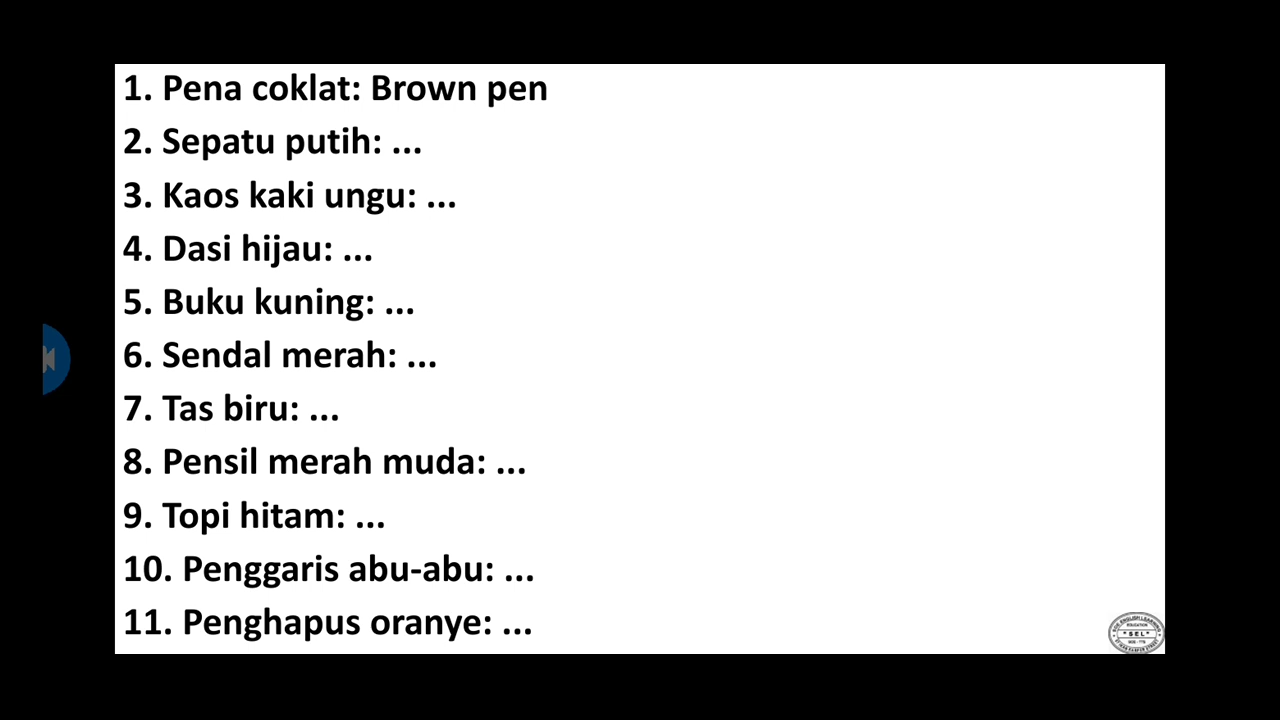 1. Pena coklat: Brown pen
2. Sepatu putih: ...
3. Kaos kaki ungu: ...
4. Dasi hijau: ...
5. Buku kuning: ...
6. Sendal merah: ...
7. Tas biru: ...
8. Pensil merah muda: ...
9. Topi hitam: ...
10. Penggaris abu-abu: ...
11. Penghapus oranye: ...
EDUCATION
"SEL"